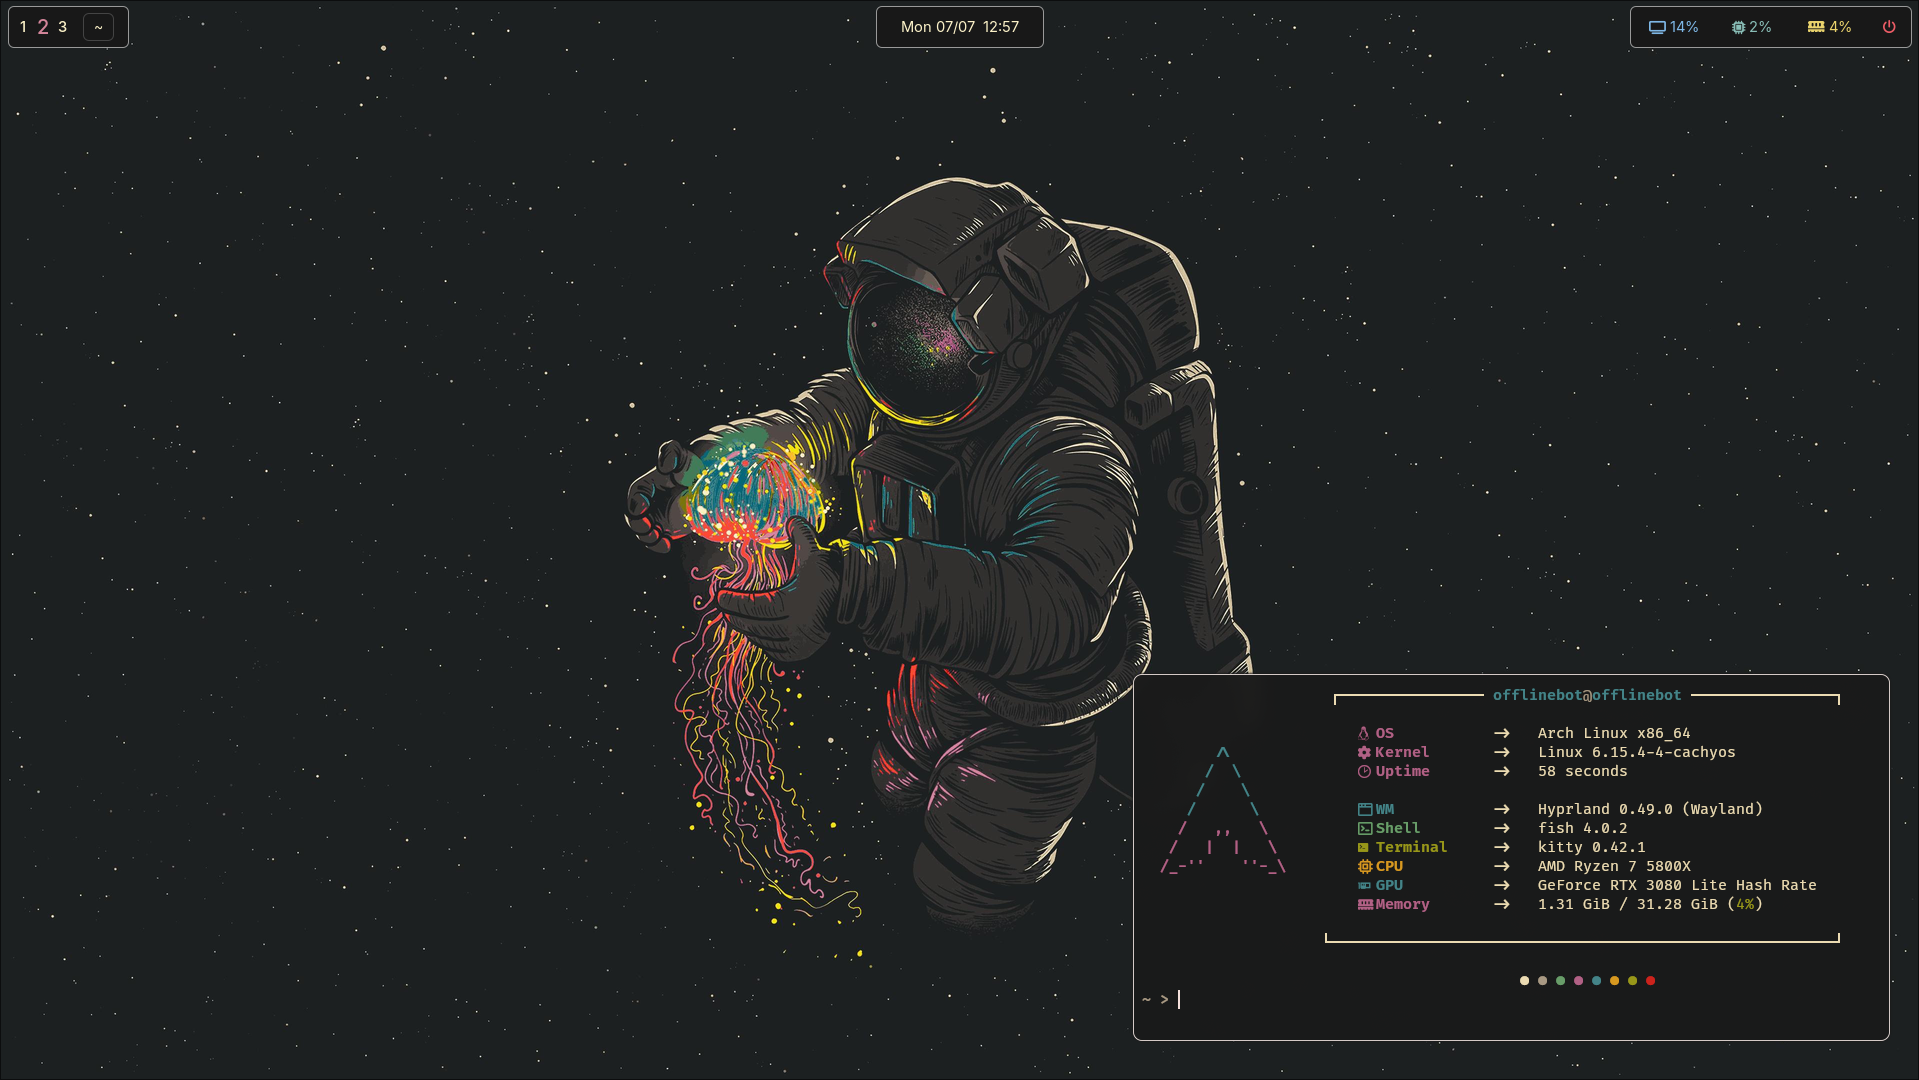 1 2 3 ~
Mon 07/07 12:57
14% 2% 4%
offlinebot@offlinebot
OS → Arch Linux x86_64
Kernel → Linux 6.15.4-4-cachyos
Uptime → 58 seconds
WM → Hyprland 0.49.0 (Wayland)
Shell → fish 4.0.2
Terminal → kitty 0.42.1
CPU → AMD Ryzen 7 5800X
GPU → GeForce RTX 3080 Lite Hash Rate
Memory → 1.31 GiB / 31.28 GiB (4%)
~ >